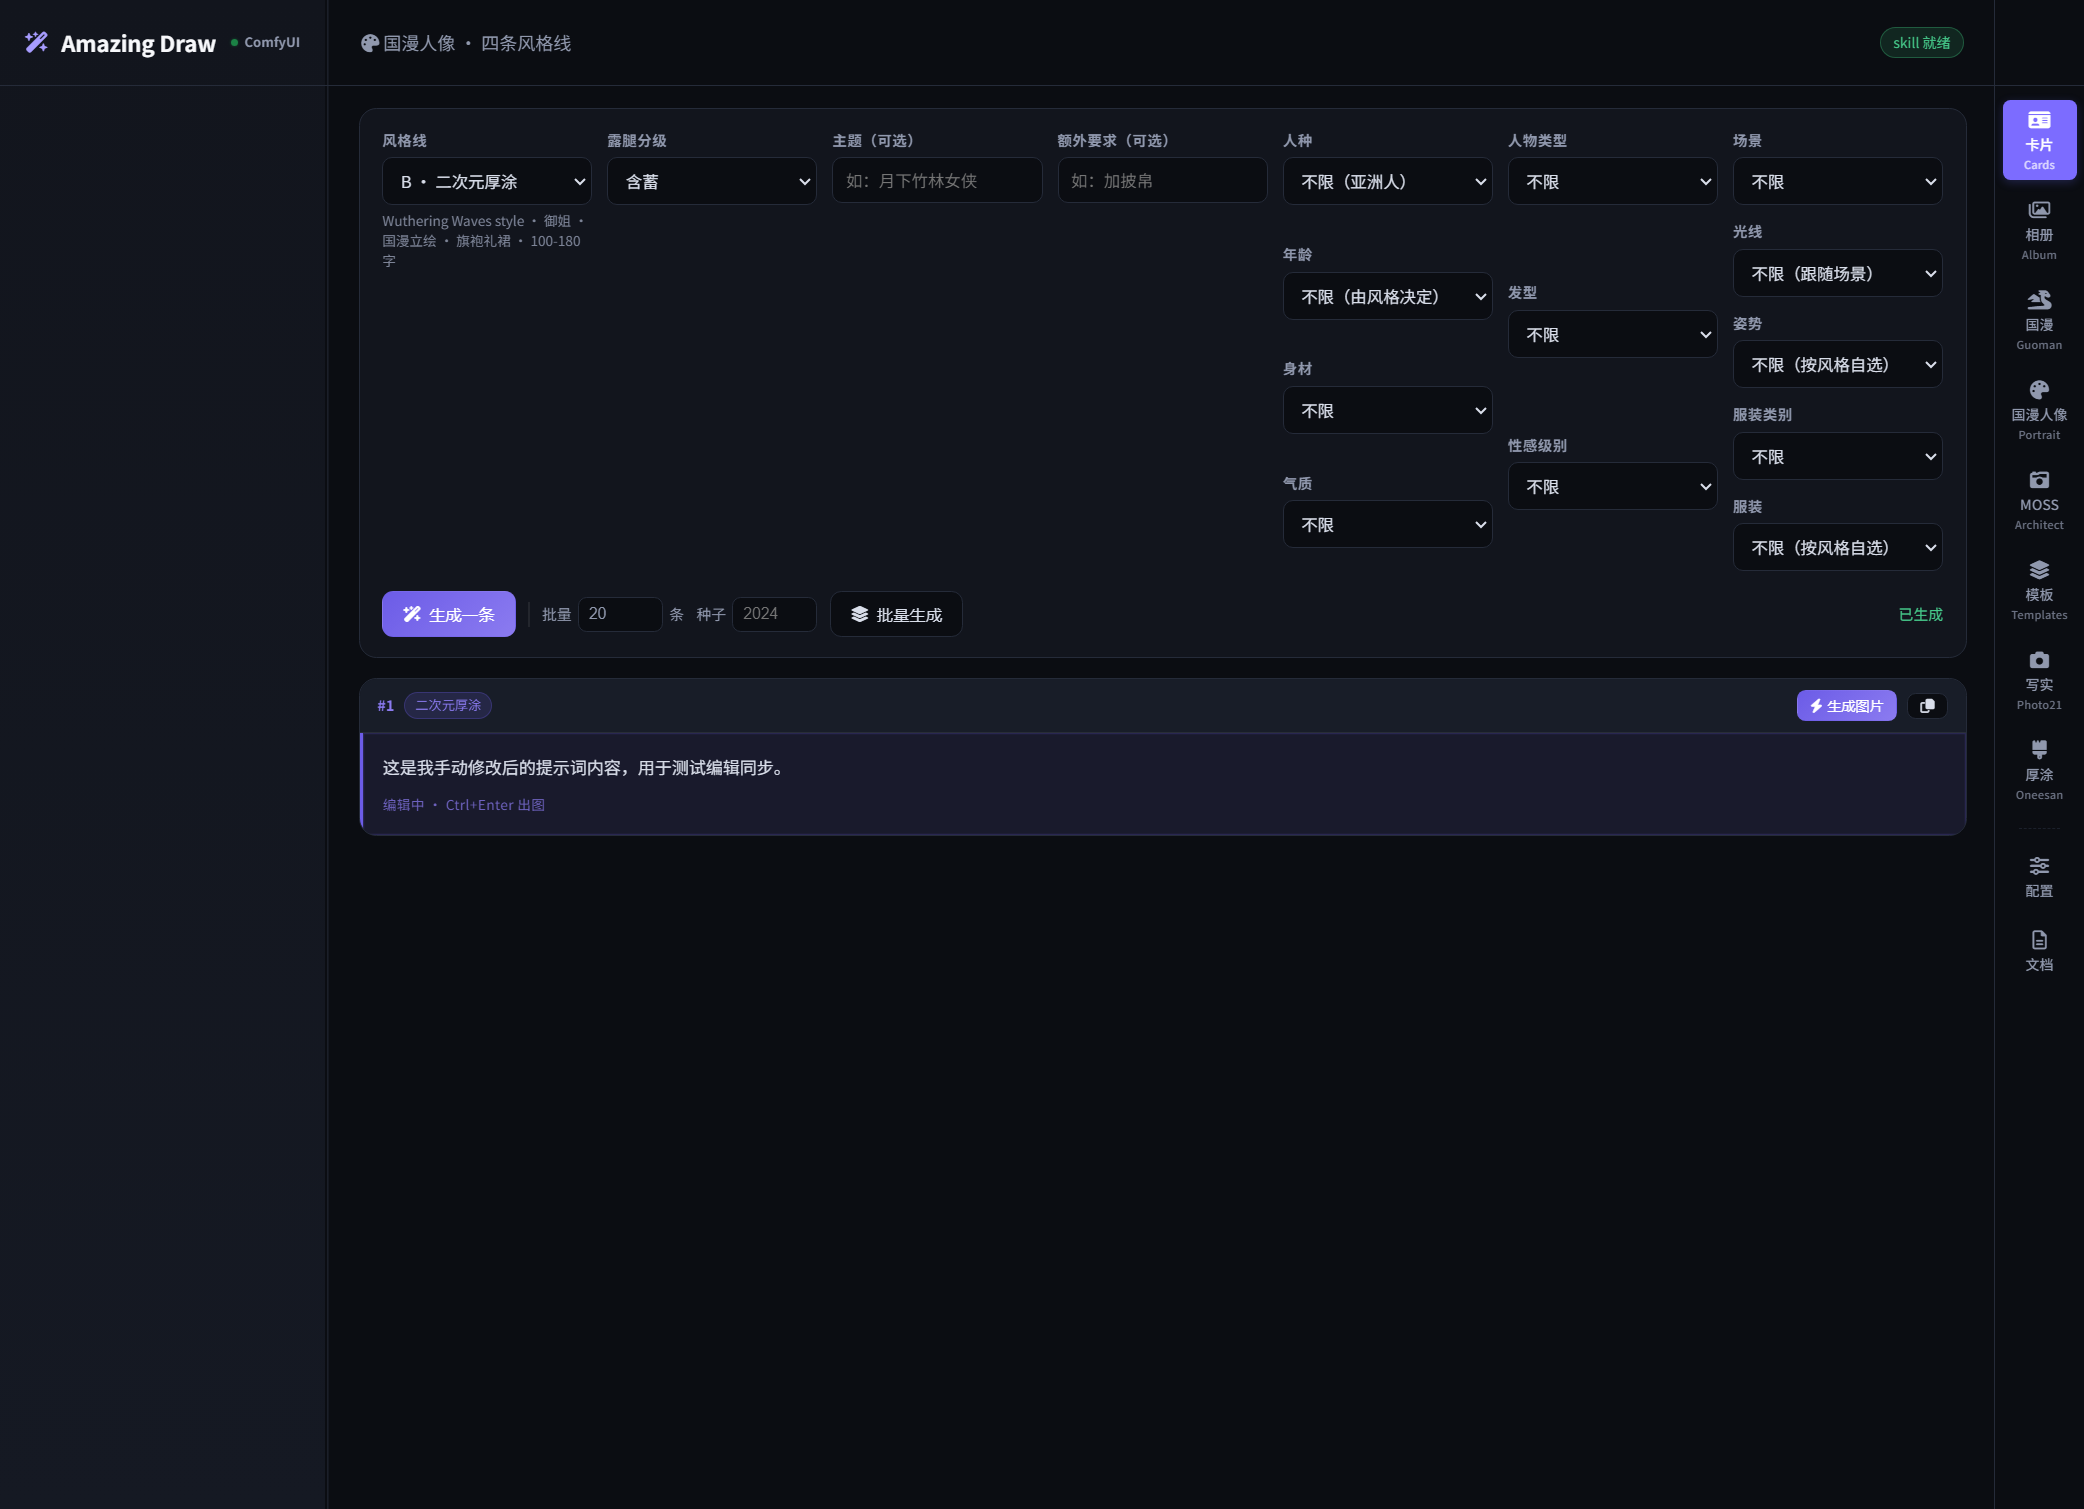 Amazing Draw
ComfyUI
国漫人像 · 四条风格线
skill 就绪
风格线
B · 二次元厚涂
Wuthering Waves style · 御姐 ·
国漫立绘 · 旗袍礼裙 · 100-180
字
露腿分级
含蓄
主题（可选）
如：月下竹林女侠
额外要求（可选）
如：加披帛
人种
不限（亚洲人）
年龄
不限（由风格决定）
身材
不限
气质
不限
人物类型
不限
发型
不限
性感级别
不限
场景
不限
光线
不限（跟随场景）
姿势
不限（按风格自选）
服装类别
不限
服装
不限（按风格自选）
生成一条
批量 20 条 种子 2024
批量生成
已生成
#1 二次元厚涂
生成图片
这是我手动修改后的提示词内容，用于测试编辑同步。
编辑中 · Ctrl+Enter 出图
卡片
Cards
相册
Album
国漫
Guoman
国漫人像
Portrait
MOSS
Architect
模板
Templates
写实
Photo21
厚涂
Oneesan
配置
文档